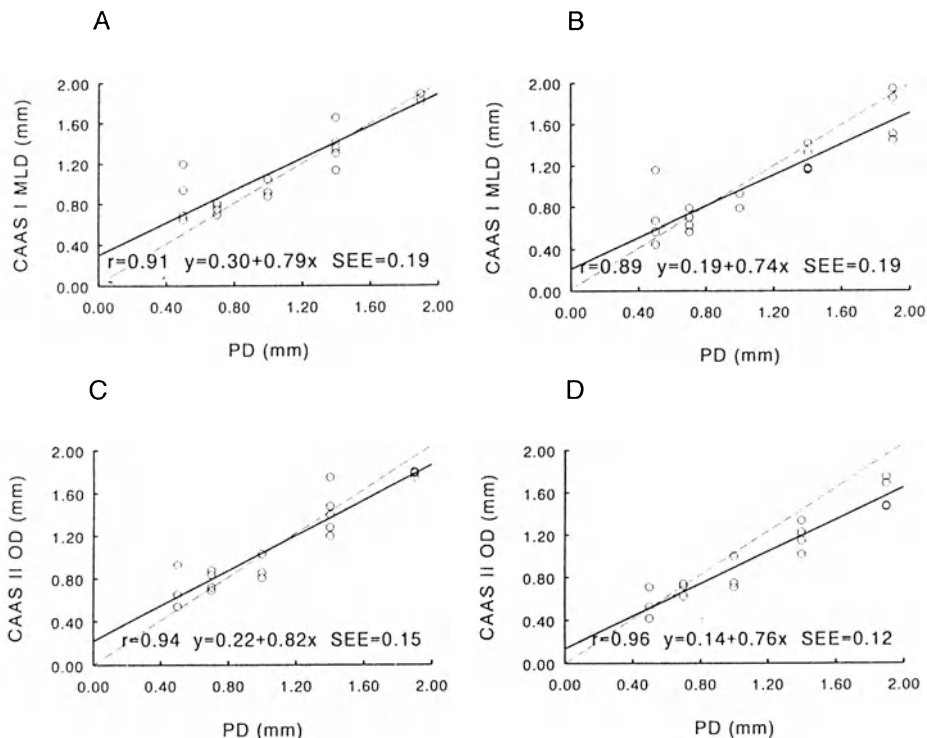 A
CAAS I MLD (mm)
2.00
1.60
1.20
0.80
0.40
0.00
r=0.91 y=0.30+0.79x SEE=0.19
0.00 0.40 0.80 1.20 1.60 2.00
PD (mm)
B
CAAS I MLD (mm)
2.00
1.60
1.20
0.80
0.40
0.00
r=0.89 y=0.19+0.74x SEE=0.19
0.00 0.40 0.80 1.20 1.60 2.00
PD (mm)
C
CAAS II OD (mm)
2.00
1.60
1.20
0.80
0.40
0.00
r=0.94 y=0.22+0.82x SEE=0.15
0.00 0.40 0.80 1.20 1.60 2.00
PD (mm)
D
CAAS II OD (mm)
2.00
1.60
1.20
0.80
0.40
0.00
r=0.96 y=0.14+0.76x SEE=0.12
0.00 0.40 0.80 1.20 1.60 2.00
PD (mm)